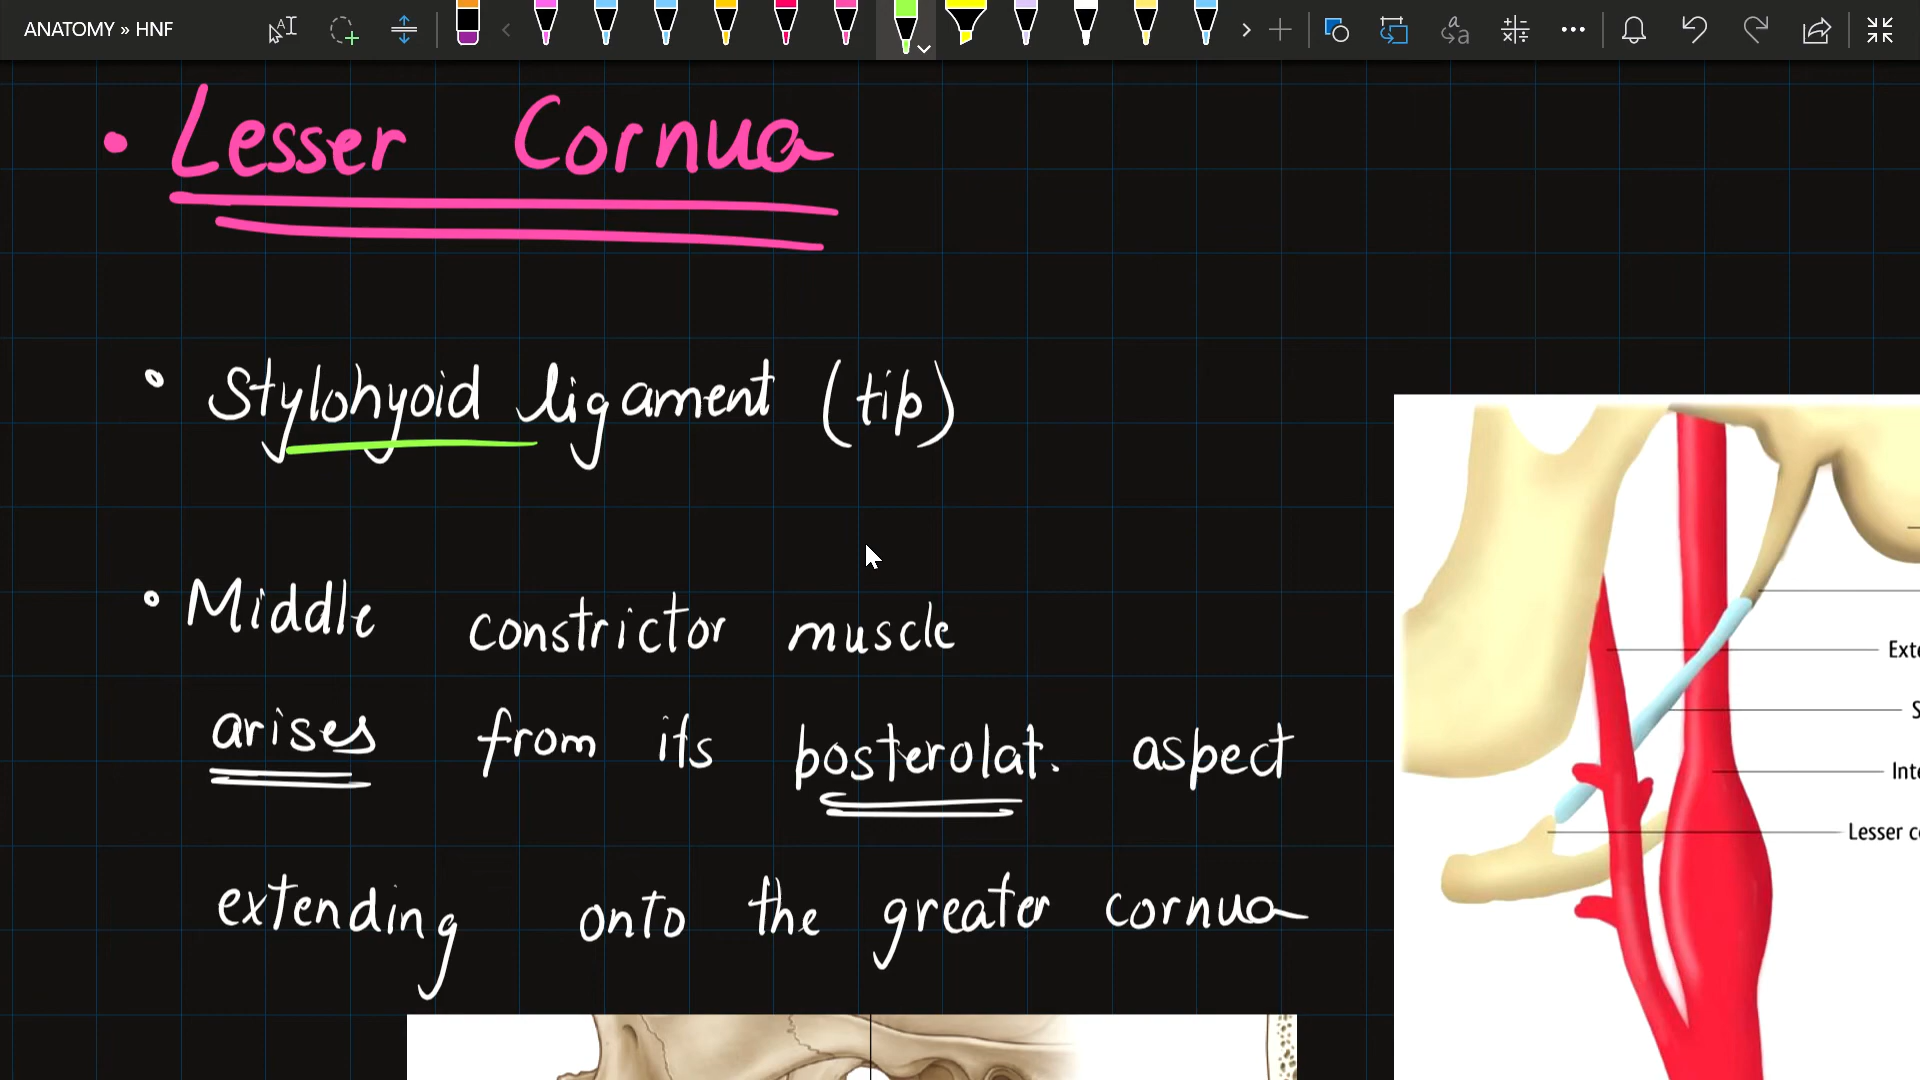 ANATOMY » HNF
• Lesser Cornua
• Stylohyoid ligament (tip)
• Middle constrictor muscle
arises from its posterolat. aspect
extending onto the greater cornua
Exte
S
Inte
Lesser co